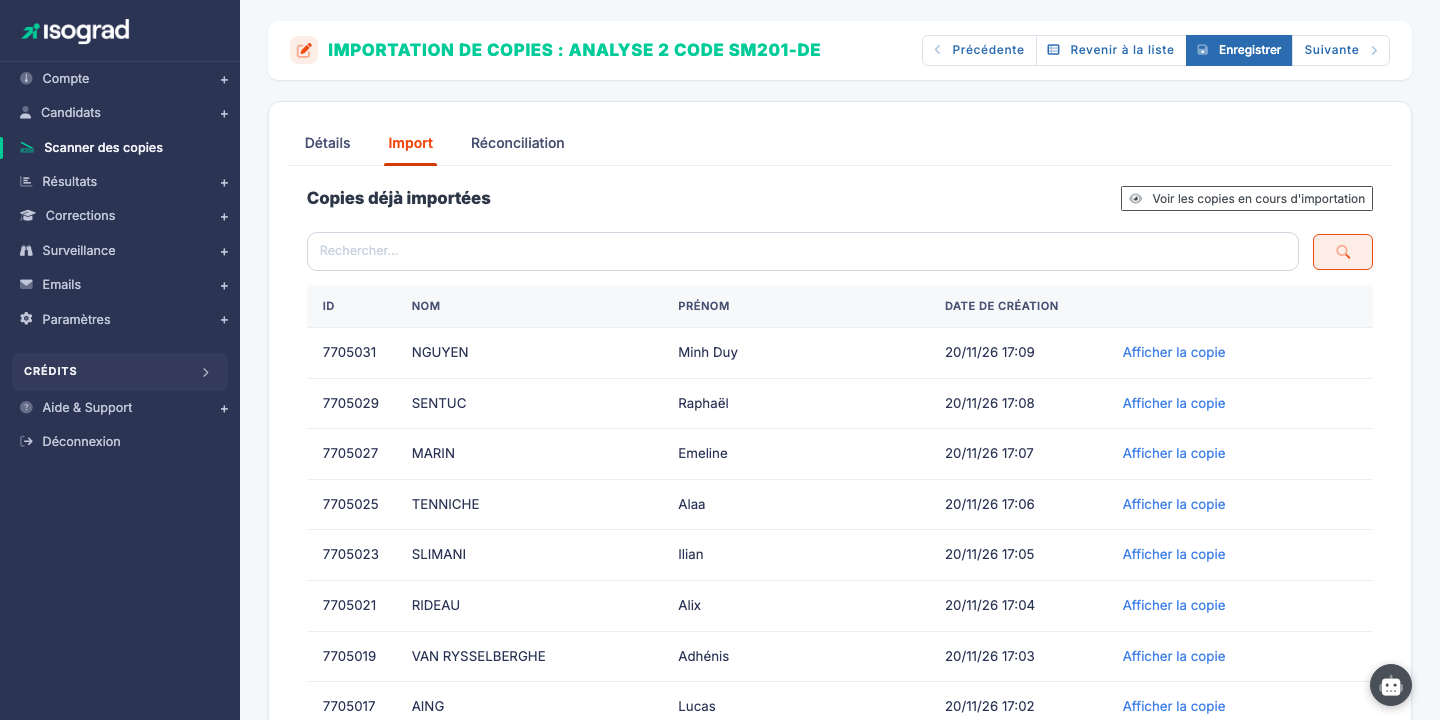 isograd
Compte +
Candidats +
Scanner des copies
Résultats +
Corrections +
Surveillance +
Emails +
Paramètres +
CRÉDITS
Aide & Support +
Déconnexion
IMPORTATION DE COPIES : ANALYSE 2 CODE SM201-DE
Précédente Revenir à la liste Enregistrer Suivante
Détails Import Réconciliation
Copies déjà importées
Voir les copies en cours d'importation
Rechercher...
ID NOM PRÉNOM DATE DE CRÉATION
7705031 NGUYEN Minh Duy 20/11/26 17:09 Afficher la copie
7705029 SENTUC Raphaël 20/11/26 17:08 Afficher la copie
7705027 MARIN Emeline 20/11/26 17:07 Afficher la copie
7705025 TENNICHE Alaa 20/11/26 17:06 Afficher la copie
7705023 SLIMANI Ilian 20/11/26 17:05 Afficher la copie
7705021 RIDEAU Alix 20/11/26 17:04 Afficher la copie
7705019 VAN RYSSELBERGHE Adhénis 20/11/26 17:03 Afficher la copie
7705017 AING Lucas 20/11/26 17:02 Afficher la copie